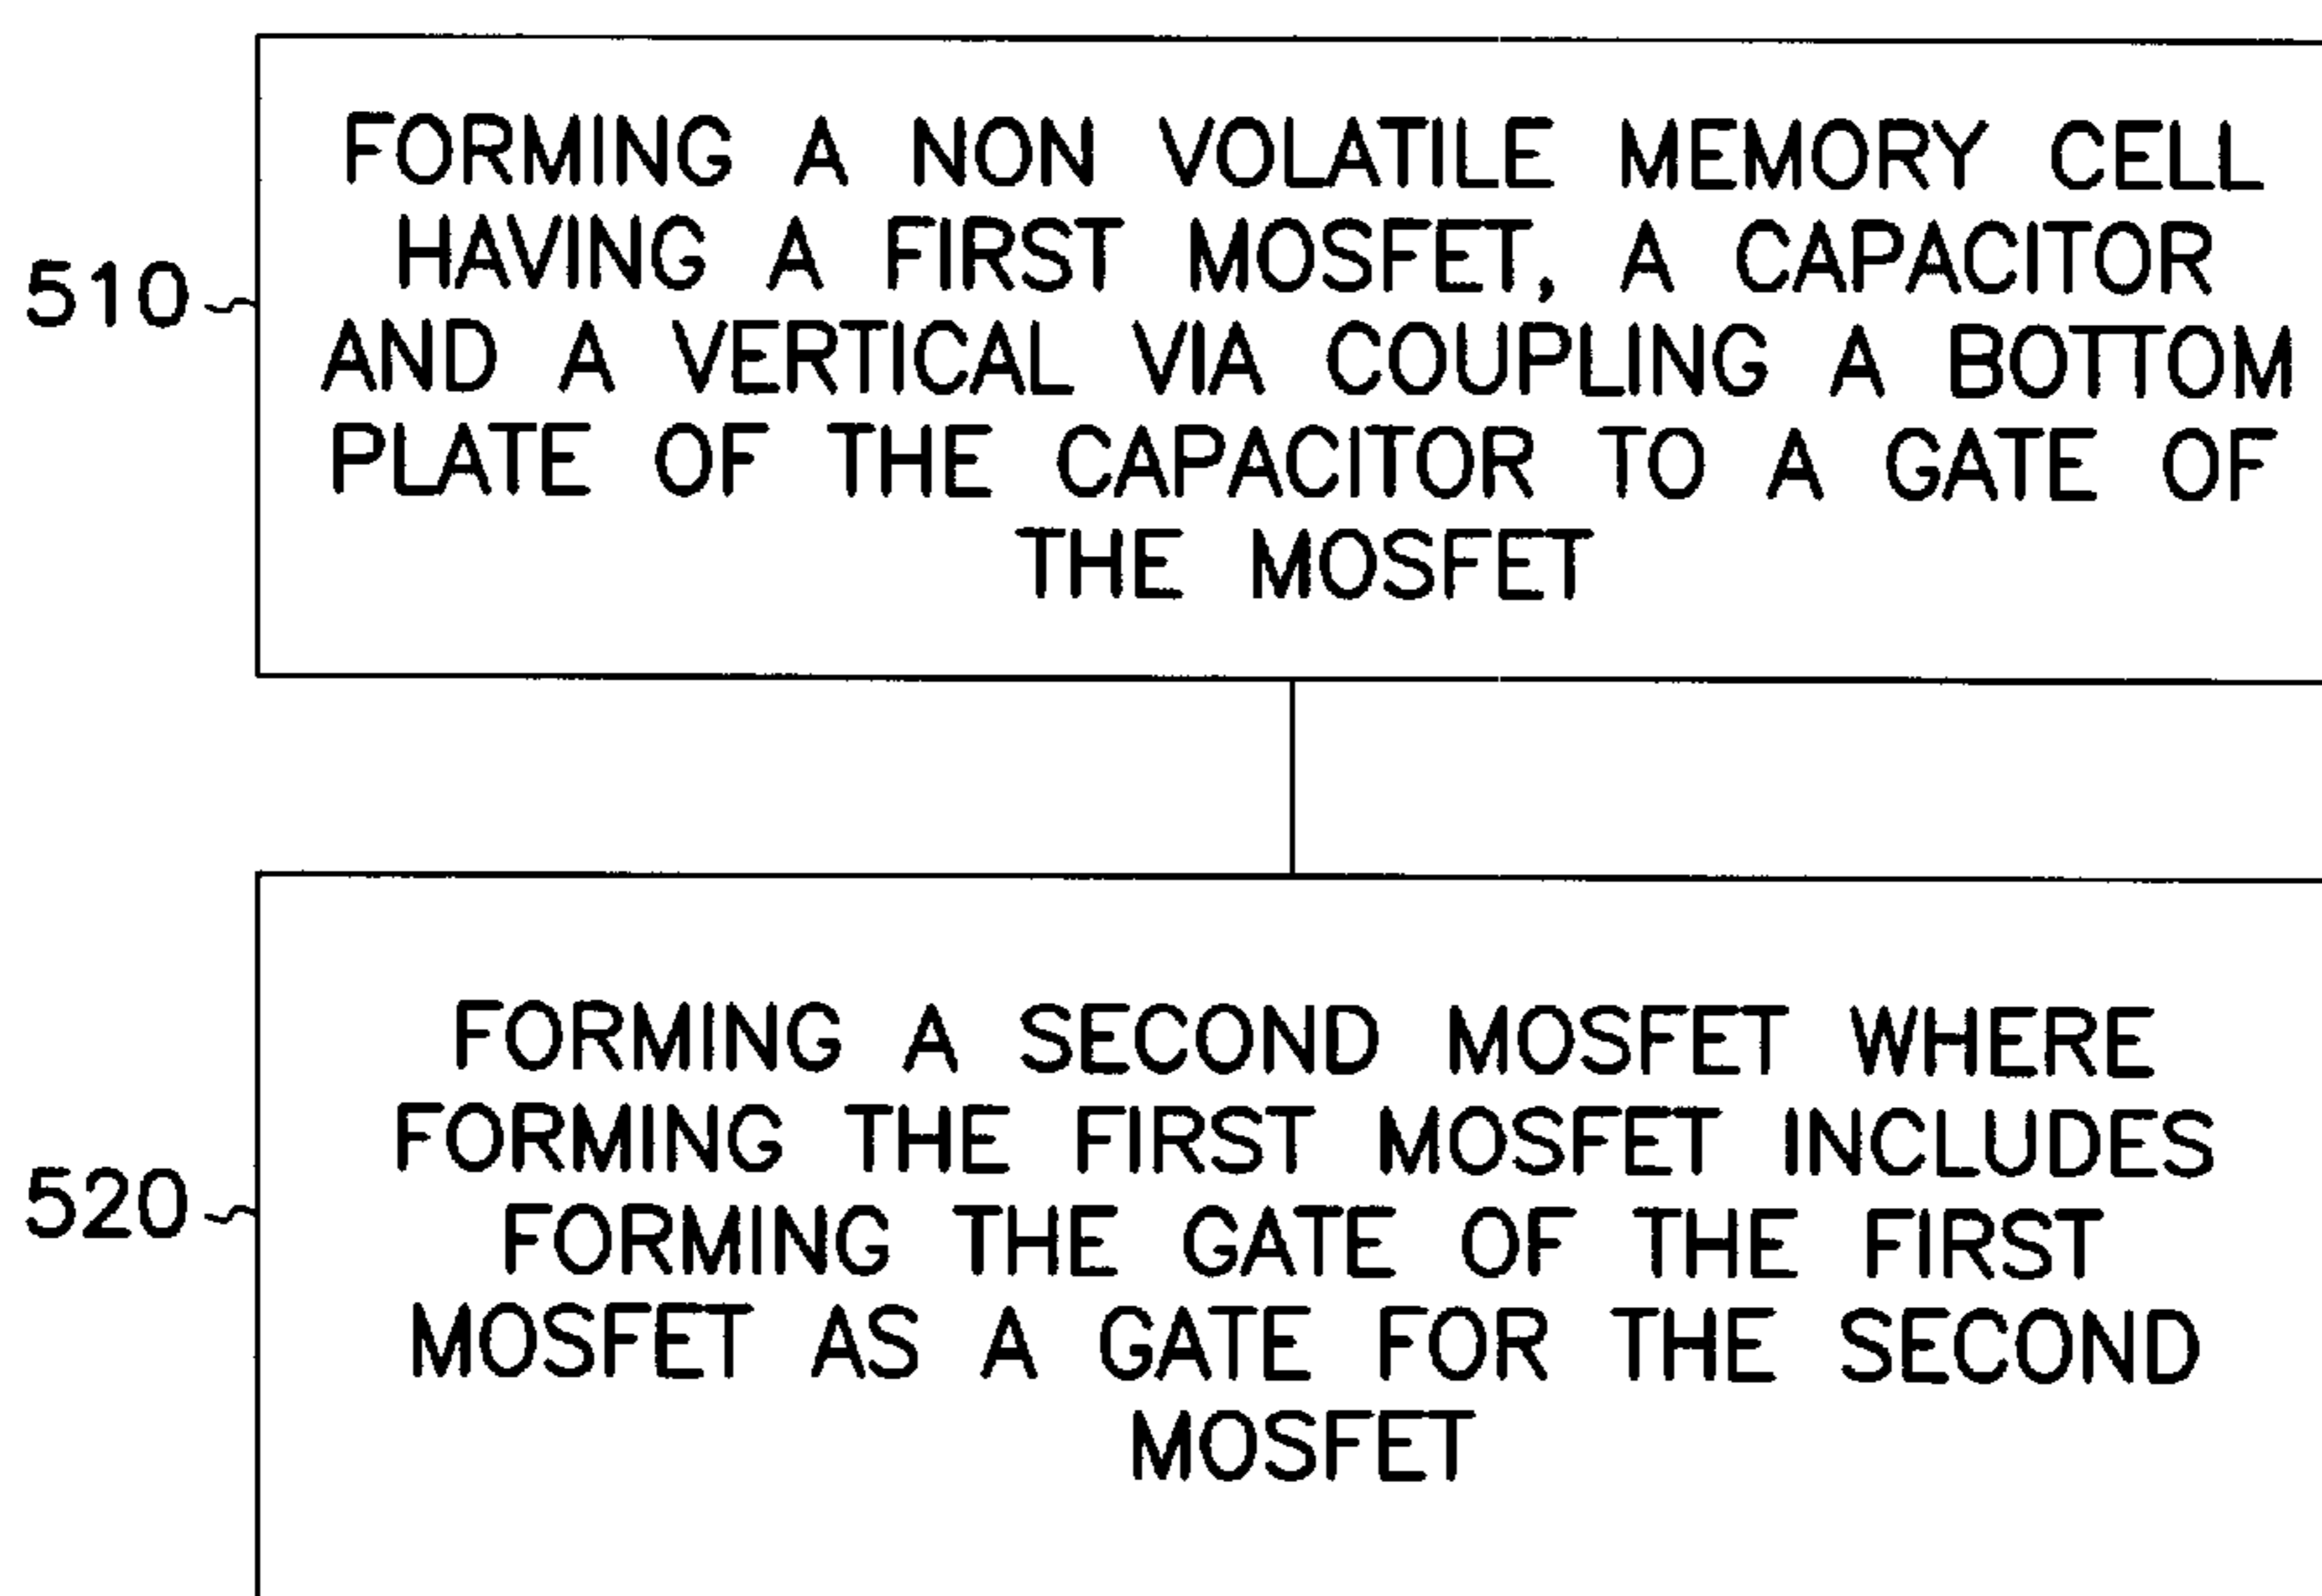 FORMING A NON VOLATILE MEMORY CELL
HAVING A FIRST MOSFET, A CAPACITOR
510
AND A VERTICAL VIA COUPLING A BOTTOM
PLATE OF THE CAPACITOR TO A GATE OF
THE MOSFET
FORMING A SECOND MOSFET WHERE
FORMING THE FIRST MOSFET INCLUDES
520
FORMING THE GATE OF THE FIRST
MOSFET AS A GATE FOR THE SECOND
MOSFET